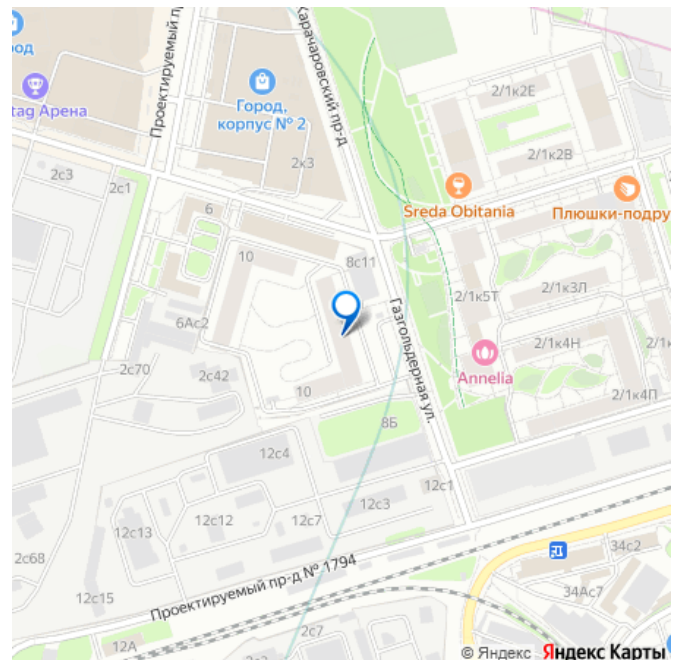 Проектируемый пр
Карачаровский пр-д
2/1к2Е
род
tag Арена
Город,
корпус № 2
2/1к2В
2к3
2с3
2с1
Sreda Obitania
Плюшки-подру
6
10
8с11
2/1к5Т
2/1к3Л
Газгольдерная ул.
6Ас2
2/1к4Н
2/1к
2с70
2с42
Annelia
10
2/1к4П
8Б
12с4
12с1
12с3
12с13
12с12
12с7
34с2
2с68
Проектируемый пр-д № 1794
34Ас7
12с15
2с7
12А
© Яндекс Яндекс Карты